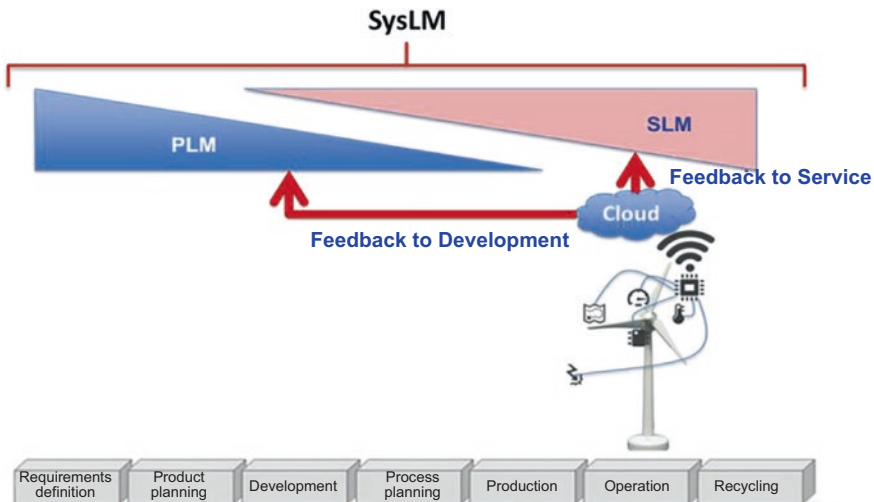 SysLM
PLM
SLM
Feedback to Service
Cloud
Feedback to Development
Requirements
definition
Product
planning
Development
Process
planning
Production
Operation
Recycling